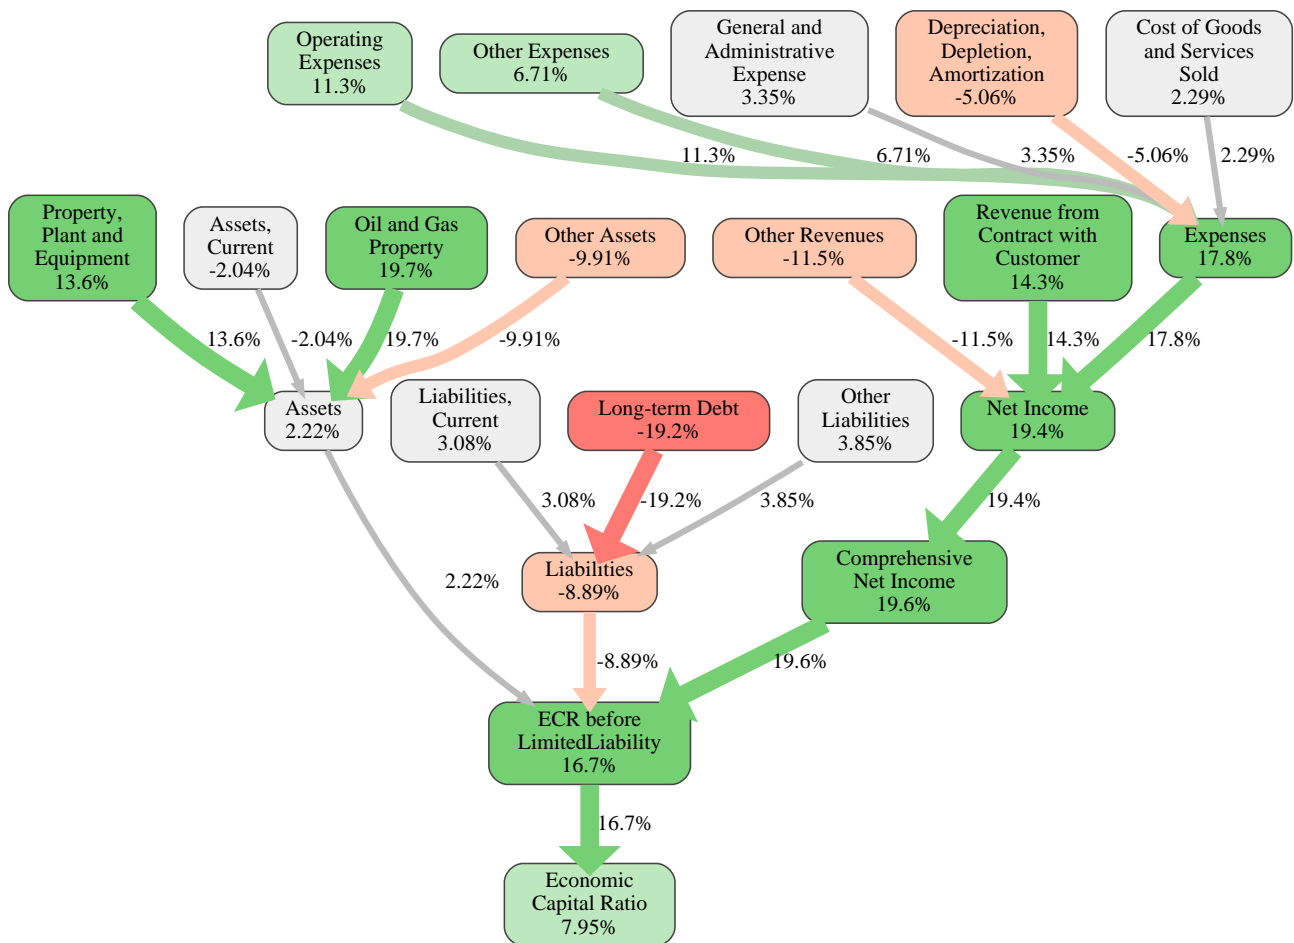 Operating
Expenses
11.3%
Other Expenses
6.71%
General and
Administrative
Expense
3.35%
Depreciation,
Depletion,
Amortization
-5.06%
Cost of Goods
and Services
Sold
2.29%
11.3%
6.71%
3.35%
-5.06%
2.29%
Property,
Plant and
Equipment
13.6%
Assets,
Current
-2.04%
Oil and Gas
Property
19.7%
Other Assets
-9.91%
Other Revenues
-11.5%
Revenue from
Contract with
Customer
14.3%
Expenses
17.8%
13.6%
-2.04%
19.7%
-9.91%
-11.5%
14.3%
17.8%
Assets
2.22%
Liabilities,
Current
3.08%
Long-term Debt
-19.2%
Other
Liabilities
3.85%
Net Income
19.4%
3.08%
-19.2%
3.85%
19.4%
2.22%
Liabilities
-8.89%
Comprehensive
Net Income
19.6%
-8.89%
19.6%
ECR before
LimitedLiability
16.7%
16.7%
Economic
Capital Ratio
7.95%